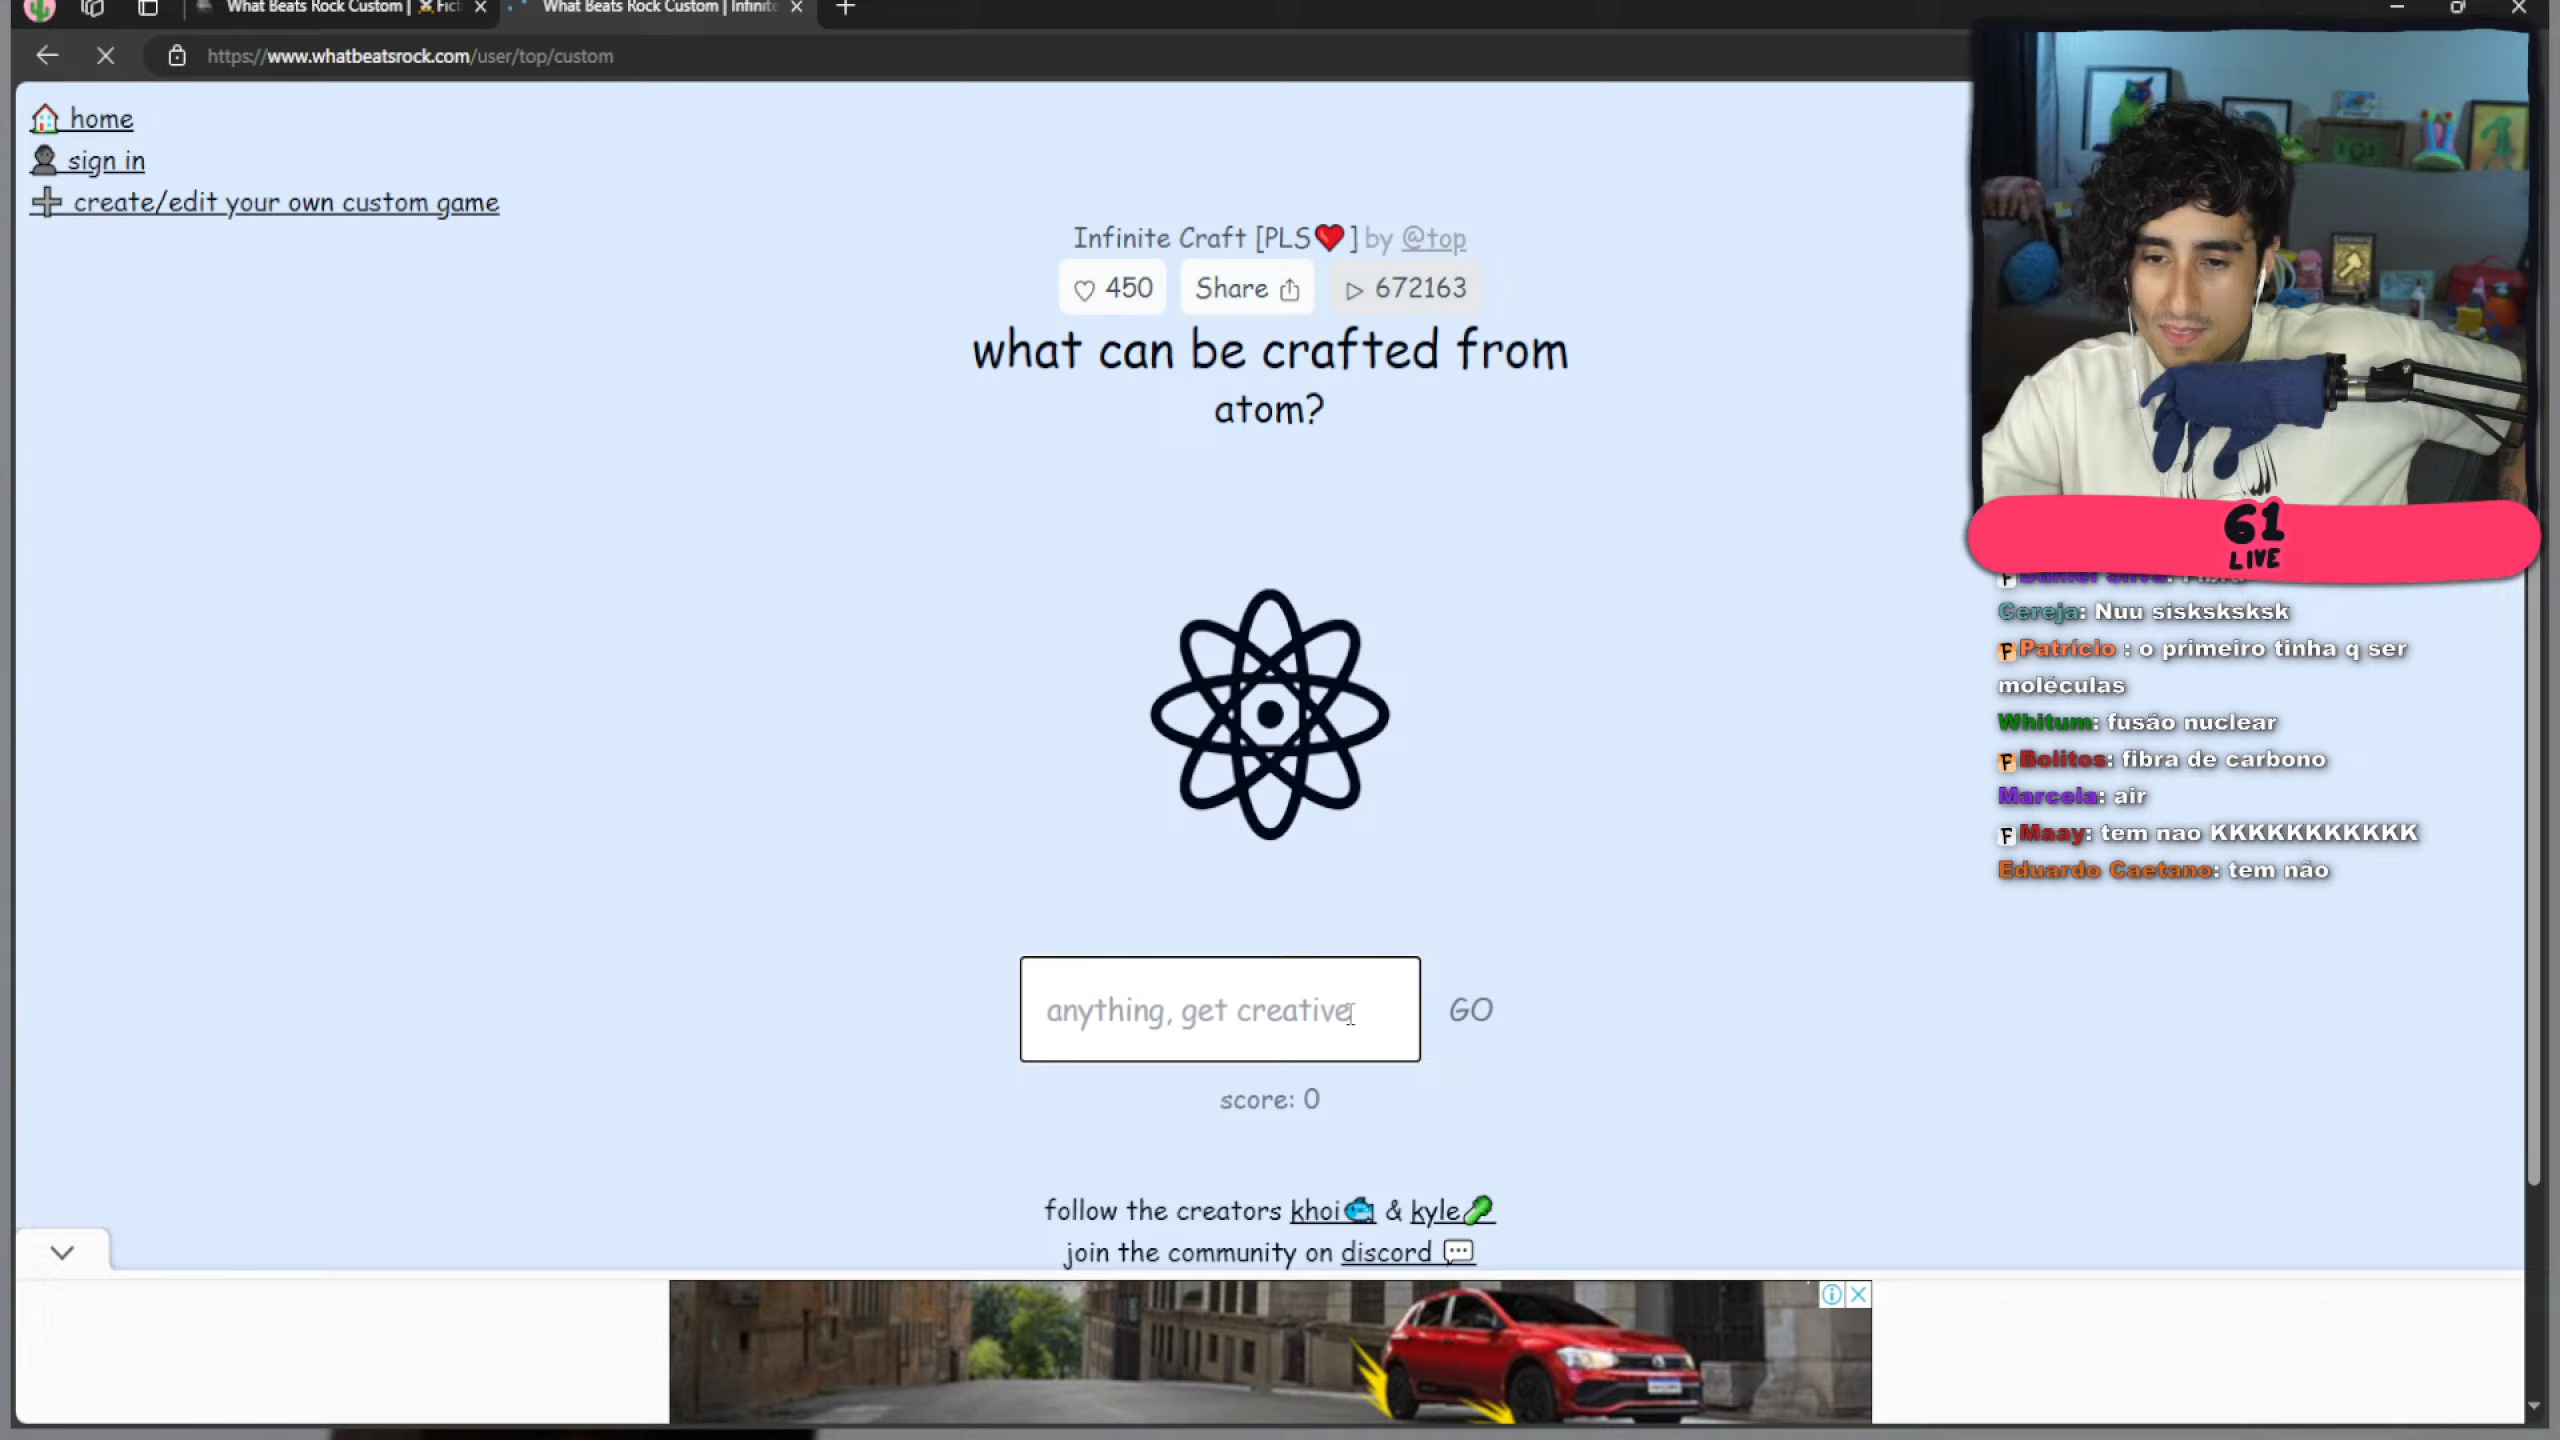 What Beats Rock Custom | ⚔️Fict
What Beats Rock Custom | Infinite
https://www.whatbeatsrock.com/user/top/custom
home
sign in
create/edit your own custom game
Infinite Craft [PLS❤️] by @top
450
Share
672163
what can be crafted from
atom?
anything, get creative
GO
score: 0
follow the creators khoi🐟 & kyle🥒
join the community on discord 💬
61
LIVE
Cereja: Nuu sisksksksk
Patrício : o primeiro tinha q ser
moléculas
Whitum: fusão nuclear
Bolitos: fibra de carbono
Marcela: air
Maay: tem nao KKKKKKKKKKK
Eduardo Caetano: tem não